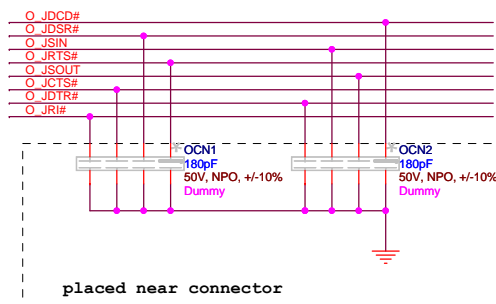 O_JDCD#
O_JDSR#
O_JSIN
O_JRTS#
O_JSOUT
O_JCTS#
O_JDTR#
O_JRI#
OCN1
180pF
50V, NPO, +/-10%
Dummy
OCN2
180pF
50V, NPO, +/-10%
Dummy
placed near connector